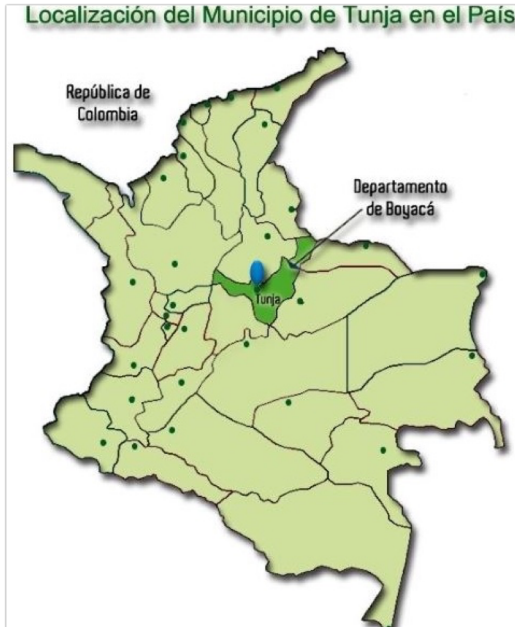 Localización del Municipio de Tunja en el País
República de
Colombia
Departamento
de Boyacá
Tunja